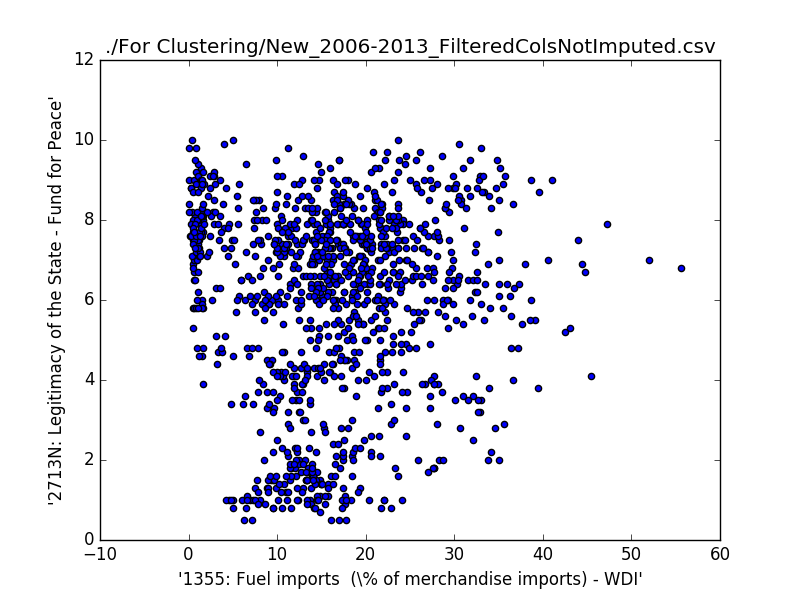 ./For Clustering/New_2006-2013_FilteredColsNotImputed.csv
12
10
8
6
4
2
0
'2713N: Legitimacy of the State - Fund for Peace'
−10 0 10 20 30 40 50 60
'1355: Fuel imports  (\% of merchandise imports) - WDI'